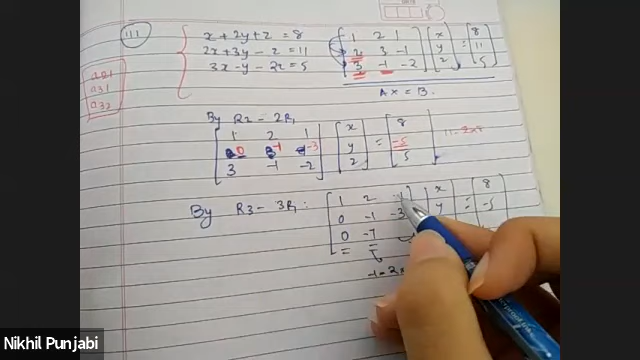 111)
x + 2y + z = 8
2x + 3y - z = 11
3x - y - 2z = 5
1 2 1 x 8
2 3 -1 y = 11
3 -1 -2 z 5
AX = B.
a21
a31
a32
By R2 - 2R1
1 2 1 x 8
0 -1 -3 y = -5
3 -1 -2 z 5
By R3 - 3R1 :
1 2 1 x 8
0 -1 -3 y = -5
0 -7
Nikhil Punjabi